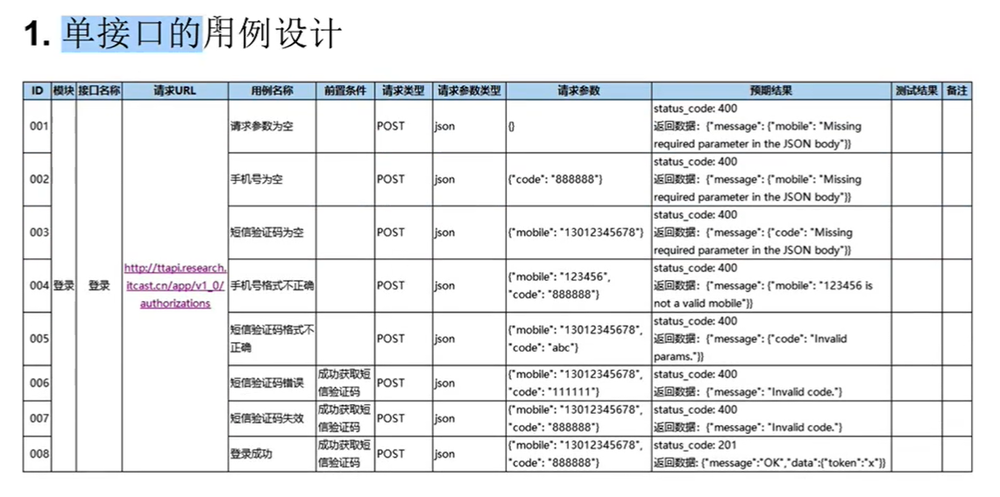 1. 单接口的用例设计
ID 模块 接口名称 请求URL 用例名称 前置条件 请求类型 请求参数类型 请求参数 预期结果 测试结果 备注
登录 登录
http://ttapi.research.
itcast.cn/app/v1_0/
authorizations
001 请求参数为空 POST json {}
status_code: 400
返回数据: {"message": {"mobile": "Missing
required parameter in the JSON body"}}
002 手机号为空 POST json {"code": "888888"}
status_code: 400
返回数据: {"message": {"mobile": "Missing
required parameter in the JSON body"}}
003 短信验证码为空 POST json {"mobile": "13012345678"}
status_code: 400
返回数据: {"message": {"code": "Missing
required parameter in the JSON body"}}
004 手机号格式不正确 POST json
{"mobile": "123456",
"code": "888888"}
status_code: 400
返回数据: {"message": {"mobile": "123456 is
not a valid mobile"}}
005
短信验证码格式不
正确
POST json
{"mobile": "13012345678",
"code": "abc"}
status_code: 400
返回数据: {"message": {"code": "Invalid
params."}}
006 短信验证码错误
成功获取短
信验证码
POST json
{"mobile": "13012345678",
"code": "111111"}
status_code: 400
返回数据: {"message": "Invalid code."}
007 短信验证码失效
成功获取短
信验证码
POST json
{"mobile": "13012345678",
"code": "888888"}
status_code: 400
返回数据: {"message": "Invalid code."}
008 登录成功
成功获取短
信验证码
POST json
{"mobile": "13012345678",
"code": "888888"}
status_code: 201
返回数据: {"message":"OK","data":{"token":"x"}}